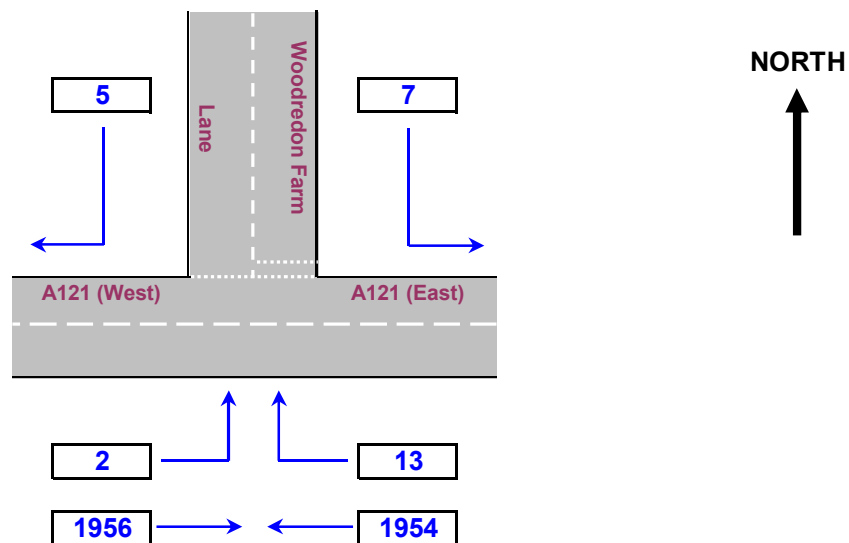 NORTH
5
7
Woodredon Farm
Lane
A121 (West)
A121 (East)
2
13
1956
1954